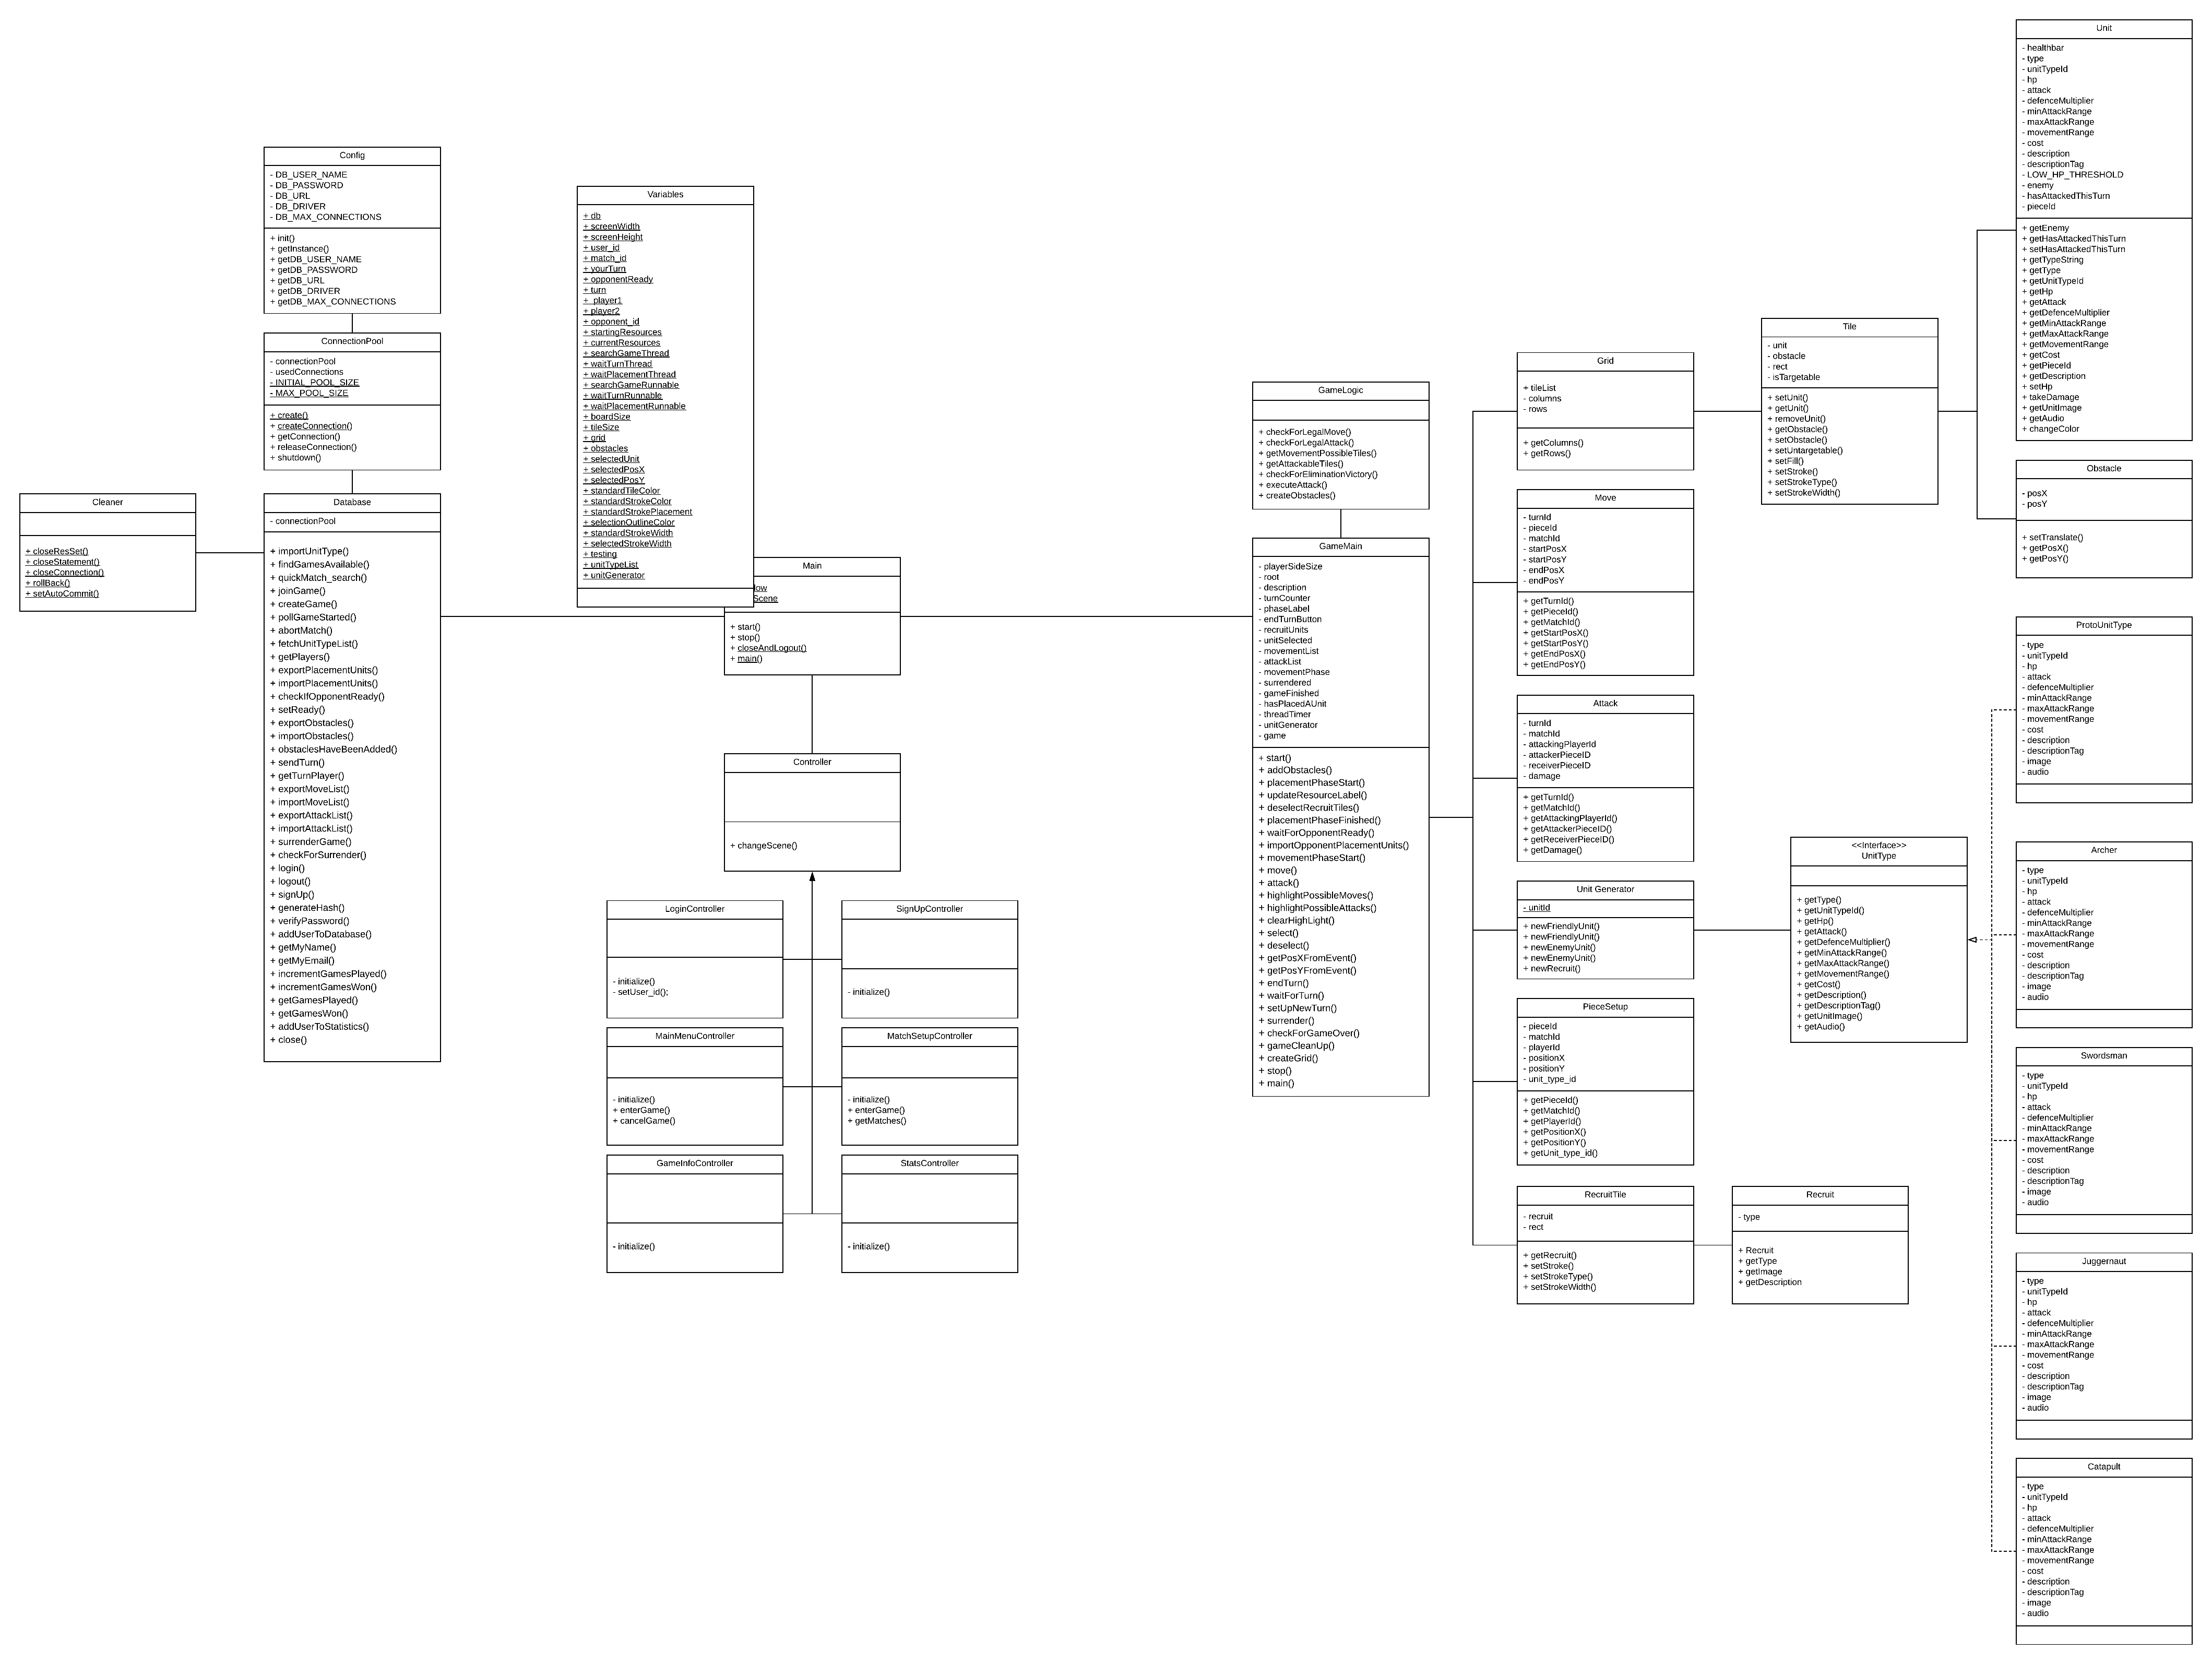 Config
- DB_USER_NAME
- DB_PASSWORD
- DB_URL
- DB_DRIVER
- DB_MAX_CONNECTIONS
+ init()
+ getInstance()
+ getDB_USER_NAME
+ getDB_PASSWORD
+ getDB_URL
+ getDB_DRIVER
+ getDB_MAX_CONNECTIONS
ConnectionPool
- connectionPool
- usedConnections
- INITIAL_POOL_SIZE
- MAX_POOL_SIZE
+ create()
+ createConnection()
+ getConnection()
+ releaseConnection()
+ shutdown()
Cleaner
+ closeResSet()
+ closeStatement()
+ closeConnection()
+ rollBack()
+ setAutoCommit()
Database
- connectionPool
+ importUnitType()
+ findGamesAvailable()
+ quickMatch_search()
+ joinGame()
+ createGame()
+ pollGameStarted()
+ abortMatch()
+ fetchUnitTypeList()
+ getPlayers()
+ exportPlacementUnits()
+ importPlacementUnits()
+ checkIfOpponentReady()
+ setReady()
+ exportObstacles()
+ importObstacles()
+ obstaclesHaveBeenAdded()
+ sendTurn()
+ getTurnPlayer()
+ exportMoveList()
+ importMoveList()
+ exportAttackList()
+ importAttackList()
+ surrenderGame()
+ checkForSurrender()
+ login()
+ logout()
+ signUp()
+ generateHash()
+ verifyPassword()
+ addUserToDatabase()
+ getMyName()
+ getMyEmail()
+ incrementGamesPlayed()
+ incrementGamesWon()
+ getGamesPlayed()
+ getGamesWon()
+ addUserToStatistics()
+ close()
Variables
+ db
+ screenWidth
+ screenHeight
+ user_id
+ match_id
+ yourTurn
+ opponentReady
+ turn
+ player1
+ player2
+ opponent_id
+ startingResources
+ currentResources
+ searchGameThread
+ waitTurnThread
+ waitPlacementThread
+ searchGameRunnable
+ waitTurnRunnable
+ waitPlacementRunnable
+ boardSize
+ tileSize
+ grid
+ obstacles
+ selectedUnit
+ selectedPosX
+ selectedPosY
+ standardTileColor
+ standardStrokeColor
+ standardStrokePlacement
+ selectionOutlineColor
+ standardStrokeWidth
+ selectedStrokeWidth
+ testing
+ unitTypeList
+ unitGenerator
Main
low
Scene
+ start()
+ stop()
+ closeAndLogout()
+ main()
Controller
+ changeScene()
LoginController
- initialize()
- setUser_id();
SignUpController
- initialize()
MainMenuController
- initialize()
+ enterGame()
+ cancelGame()
MatchSetupController
- initialize()
+ enterGame()
+ getMatches()
GameInfoController
- initialize()
StatsController
- initialize()
GameLogic
+ checkForLegalMove()
+ checkForLegalAttack()
+ getMovementPossibleTiles()
+ getAttackableTiles()
+ checkForEliminationVictory()
+ executeAttack()
+ createObstacles()
GameMain
- playerSideSize
- root
- description
- turnCounter
- phaseLabel
- endTurnButton
- recruitUnits
- unitSelected
- movementList
- attackList
- movementPhase
- surrendered
- gameFinished
- hasPlacedAUnit
- threadTimer
- unitGenerator
- game
+ start()
+ addObstacles()
+ placementPhaseStart()
+ updateResourceLabel()
+ deselectRecruitTiles()
+ placementPhaseFinished()
+ waitForOpponentReady()
+ importOpponentPlacementUnits()
+ movementPhaseStart()
+ move()
+ attack()
+ highlightPossibleMoves()
+ highlightPossibleAttacks()
+ clearHighLight()
+ select()
+ deselect()
+ getPosXFromEvent()
+ getPosYFromEvent()
+ endTurn()
+ waitForTurn()
+ setUpNewTurn()
+ surrender()
+ checkForGameOver()
+ gameCleanUp()
+ createGrid()
+ stop()
+ main()
Grid
+ tileList
- columns
- rows
+ getColumns()
+ getRows()
Move
- turnId
- pieceId
- matchId
- startPosX
- startPosY
- endPosX
- endPosY
+ getTurnId()
+ getPieceId()
+ getMatchId()
+ getStartPosX()
+ getStartPosY()
+ getEndPosX()
+ getEndPosY()
Attack
- turnId
- matchId
- attackingPlayerId
- attackerPieceID
- receiverPieceID
- damage
+ getTurnId()
+ getMatchId()
+ getAttackingPlayerId()
+ getAttackerPieceID()
+ getReceiverPieceID()
+ getDamage()
Unit Generator
- unitId
+ newFriendlyUnit()
+ newFriendlyUnit()
+ newEnemyUnit()
+ newEnemyUnit()
+ newRecruit()
PieceSetup
- pieceId
- matchId
- playerId
- positionX
- positionY
- unit_type_id
+ getPieceId()
+ getMatchId()
+ getPlayerId()
+ getPositionX()
+ getPositionY()
+ getUnit_type_id()
RecruitTile
- recruit
- rect
+ getRecruit()
+ setStroke()
+ setStrokeType()
+ setStrokeWidth()
Recruit
- type
+ Recruit
+ getType
+ getImage
+ getDescription
Tile
- unit
- obstacle
- rect
- isTargetable
+ setUnit()
+ getUnit()
+ removeUnit()
+ getObstacle()
+ setObstacle()
+ setUntargetable()
+ setFill()
+ setStroke()
+ setStrokeType()
+ setStrokeWidth()
<<Interface>>
UnitType
+ getType()
+ getUnitTypeId()
+ getHp()
+ getAttack()
+ getDefenceMultiplier()
+ getMinAttackRange()
+ getMaxAttackRange()
+ getMovementRange()
+ getCost()
+ getDescription()
+ getDescriptionTag()
+ getUnitImage()
+ getAudio()
Unit
- healthbar
- type
- unitTypeId
- hp
- attack
- defenceMultiplier
- minAttackRange
- maxAttackRange
- movementRange
- cost
- description
- descriptionTag
- LOW_HP_THRESHOLD
- enemy
- hasAttackedThisTurn
- pieceId
+ getEnemy
+ getHasAttackedThisTurn
+ setHasAttackedThisTurn
+ getTypeString
+ getType
+ getUnitTypeId
+ getHp
+ getAttack
+ getDefenceMultiplier
+ getMinAttackRange
+ getMaxAttackRange
+ getMovementRange
+ getCost
+ getPieceId
+ getDescription
+ setHp
+ takeDamage
+ getUnitImage
+ getAudio
+ changeColor
Obstacle
- posX
- posY
+ setTranslate()
+ getPosX()
+ getPosY()
ProtoUnitType
- type
- unitTypeId
- hp
- attack
- defenceMultiplier
- minAttackRange
- maxAttackRange
- movementRange
- cost
- description
- descriptionTag
- image
- audio
Archer
- type
- unitTypeId
- hp
- attack
- defenceMultiplier
- minAttackRange
- maxAttackRange
- movementRange
- cost
- description
- descriptionTag
- image
- audio
Swordsman
- type
- unitTypeId
- hp
- attack
- defenceMultiplier
- minAttackRange
- maxAttackRange
- movementRange
- cost
- description
- descriptionTag
- image
- audio
Juggernaut
- type
- unitTypeId
- hp
- attack
- defenceMultiplier
- minAttackRange
- maxAttackRange
- movementRange
- cost
- description
- descriptionTag
- image
- audio
Catapult
- type
- unitTypeId
- hp
- attack
- defenceMultiplier
- minAttackRange
- maxAttackRange
- movementRange
- cost
- description
- descriptionTag
- image
- audio